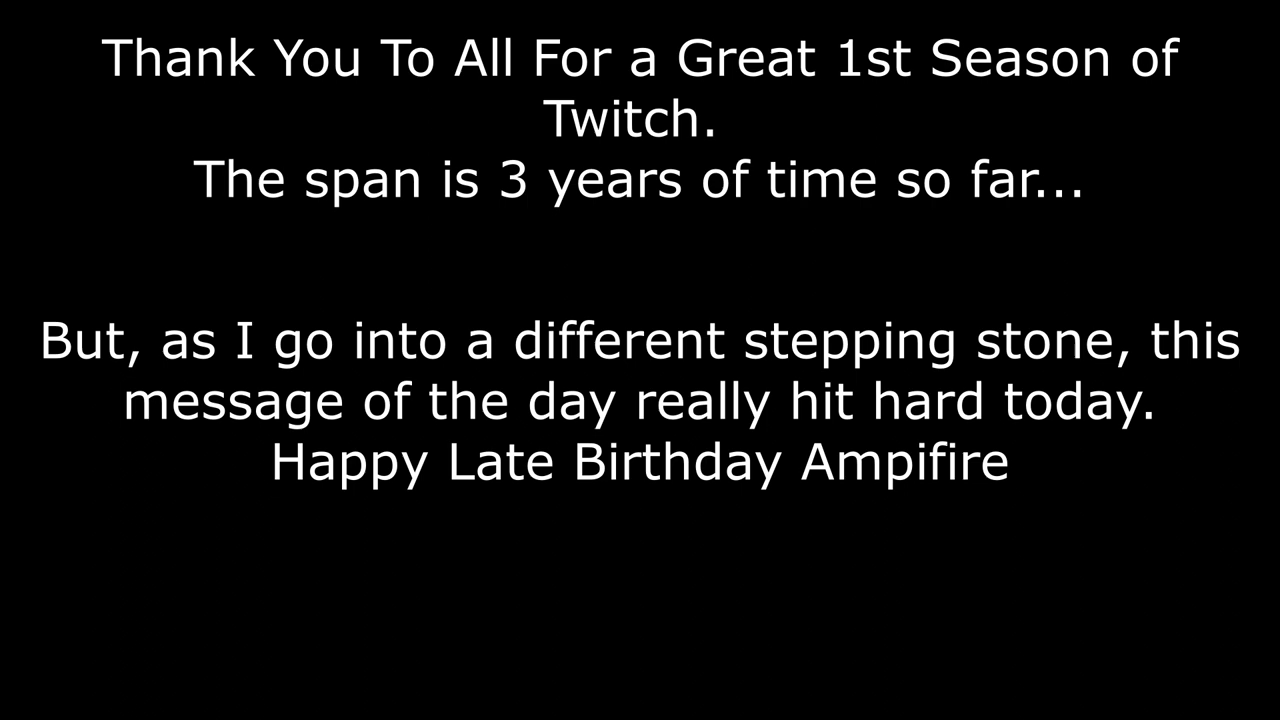 Thank You To All For a Great 1st Season of
Twitch.
The span is 3 years of time so far...
But, as I go into a different stepping stone, this
message of the day really hit hard today.
Happy Late Birthday Ampifire